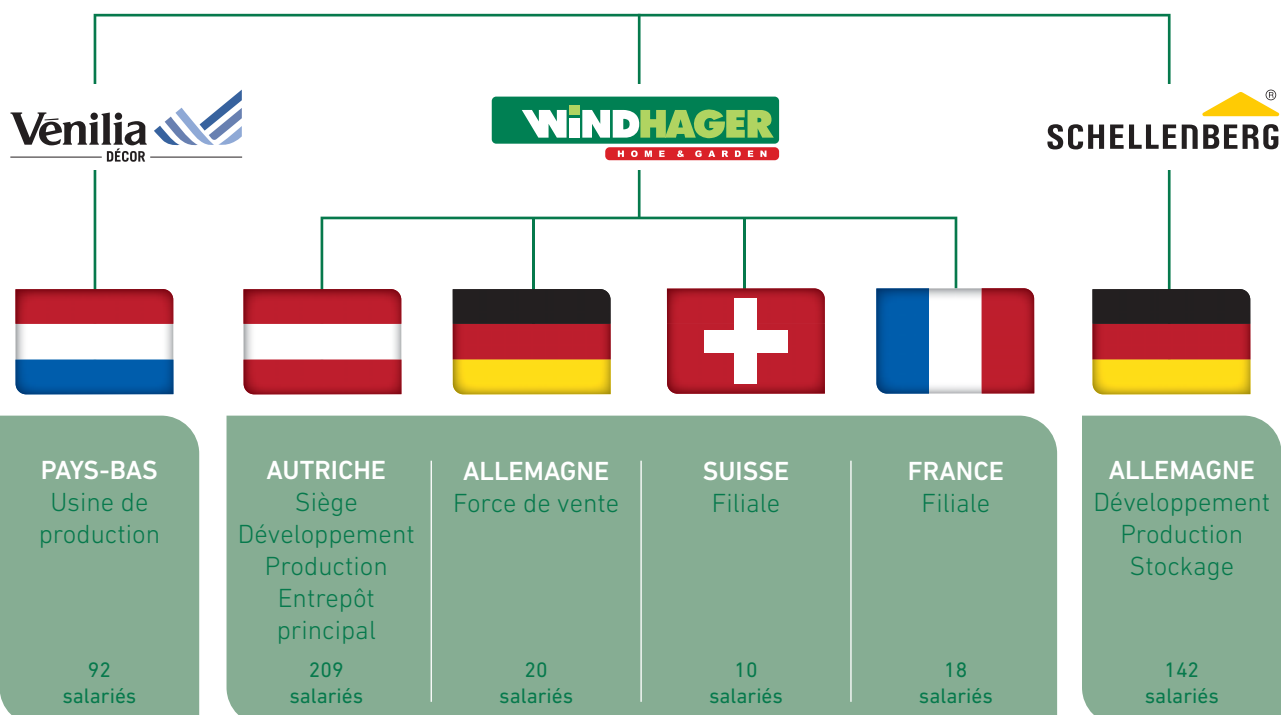 Vénilia
DÉCOR
WiNDHAGER
HOME & GARDEN
®
SCHELLENBERG
PAYS-BAS
Usine de
production
92
salariés
AUTRICHE
Siège
Développement
Production
Entrepôt
principal
209
salariés
ALLEMAGNE
Force de vente
20
salariés
SUISSE
Filiale
10
salariés
FRANCE
Filiale
18
salariés
ALLEMAGNE
Développement
Production
Stockage
142
salariés